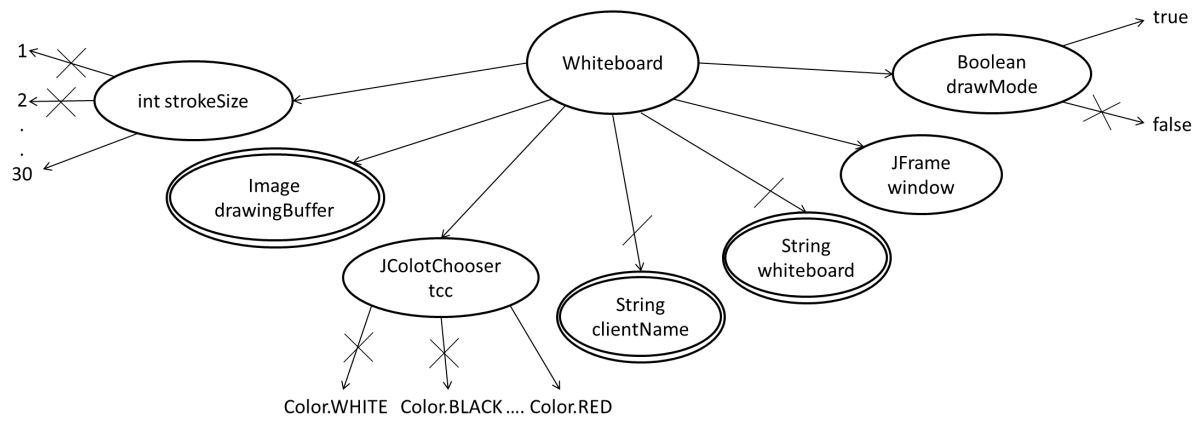 Whiteboard
true
Boolean
drawMode
false
1
2
.
.
30
int strokeSize
Image
drawingBuffer
JFrame
window
String
whiteboard
JColotChooser
tcc
String
clientName
Color.WHITE Color.BLACK .... Color.RED